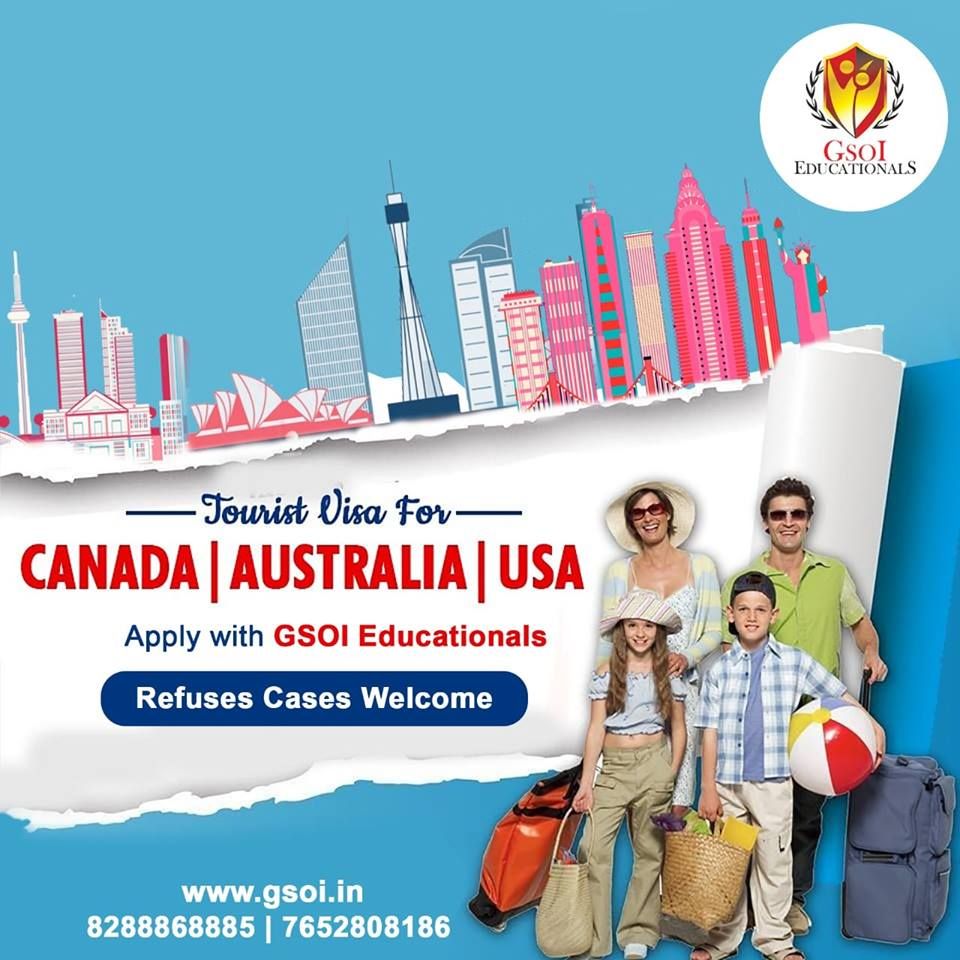 GSOI
EDUCATIONALS
Tourist Visa For
CANADA | AUSTRALIA | USA
Apply with GSOI Educationals
Refuses Cases Welcome
www.gsoi.in
8288868885 | 7652808186